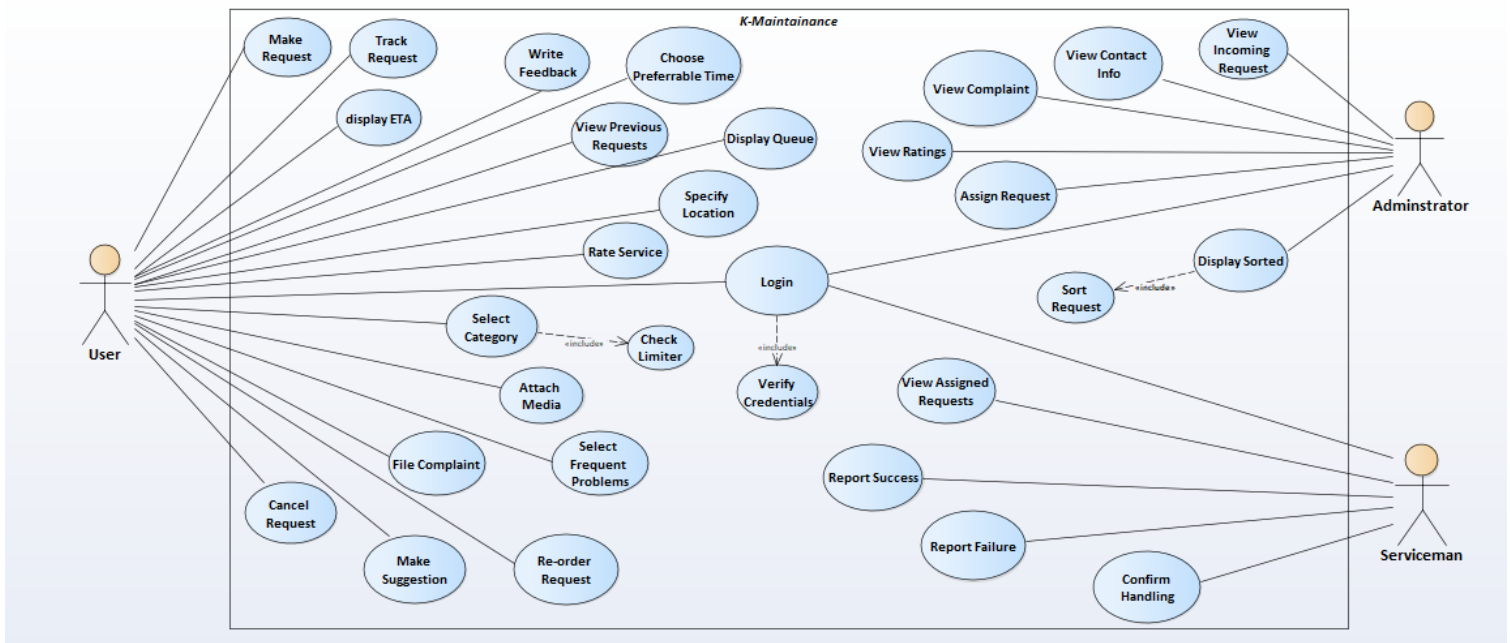 K-Maintainance
Make
Request
Track
Request
Write
Feedback
Choose
Preferrable Time
View
Incoming
Request
View Contact
Info
View Complaint
display ETA
View Previous
Requests
Display Queue
View Ratings
Assign Request
Adminstrator
Specify
Location
Rate Service
Login
Display Sorted
«include»
Sort
Request
User
Select
Category
«include»
Check
Limiter
«include»
Verify
Credentials
Attach
Media
View Assigned
Requests
File Complaint
Select
Frequent
Problems
Report Success
Cancel
Request
Report Failure
Serviceman
Make
Suggestion
Re-order
Request
Confirm
Handling